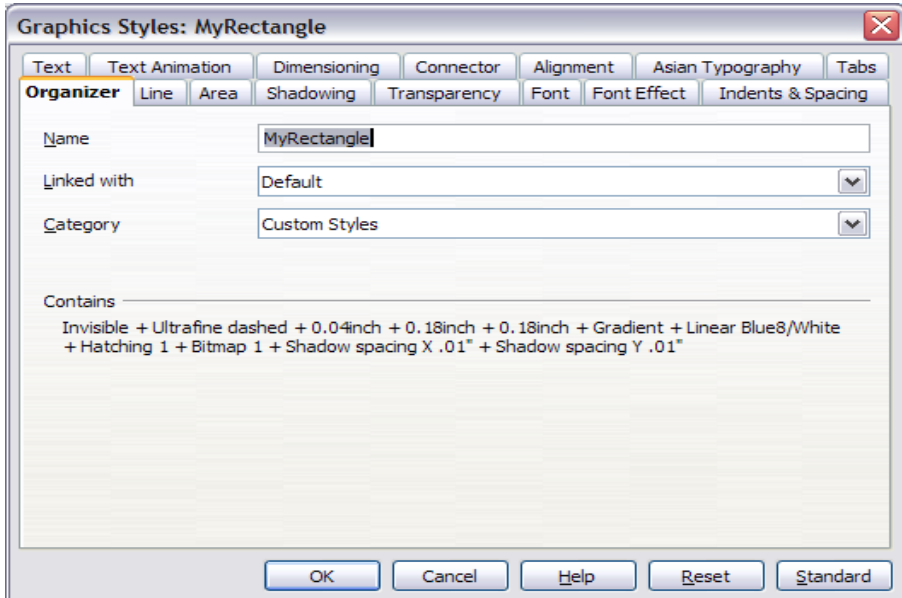 Graphics Styles: MyRectangle
Text Text Animation Dimensioning Connector Alignment Asian Typography Tabs
Organizer Line Area Shadowing Transparency Font Font Effect Indents & Spacing
Name MyRectangle
Linked with Default
Category Custom Styles
Contains
Invisible + Ultrafine dashed + 0.04inch + 0.18inch + 0.18inch + Gradient + Linear Blue8/White
+ Hatching 1 + Bitmap 1 + Shadow spacing X .01" + Shadow spacing Y .01"
OK Cancel Help Reset Standard